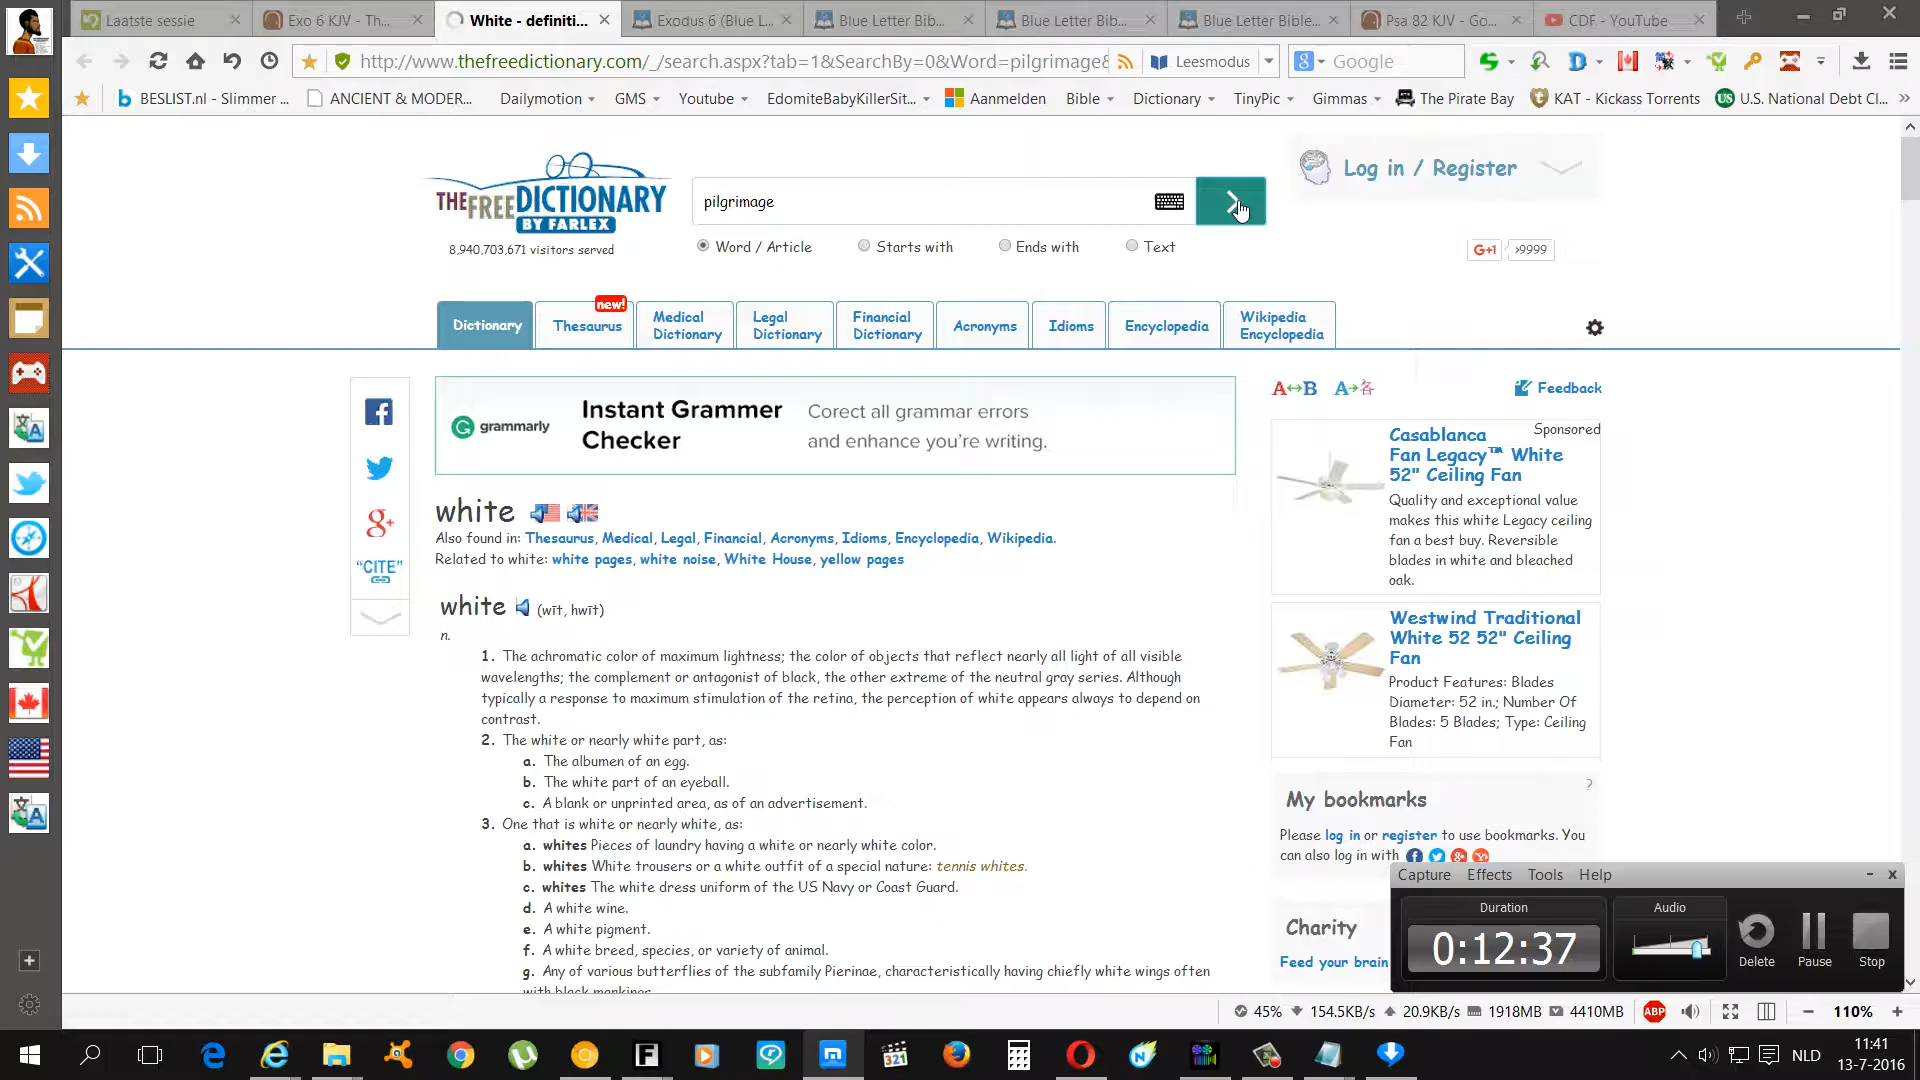 Laatste sessie
Exo 6 KJV - Th...
White - definiti...
Exodus 6 (Blue L...
Blue Letter Bib...
Blue Letter Bib...
Blue Letter Bible...
Psa 82 KJV - Go...
CDF - YouTube
http://www.thefreedictionary.com/_/search.aspx?tab=1&SearchBy=0&Word=pilgrimage&
Leesmodus
Google
BESLIST.nl - Slimmer ...
ANCIENT & MODER...
Dailymotion
GMS
Youtube
EdomiteBabyKillerSit...
Aanmelden
Bible
Dictionary
TinyPic
Gimmas
The Pirate Bay
KAT - Kickass Torrents
U.S. National Debt Cl...
THE FREE DICTIONARY
BY FARLEX
8,940,703,671 visitors served
pilgrimage
Word / Article
Starts with
Ends with
Text
Log in / Register
G+1 >9999
Dictionary
new!
Thesaurus
Medical Dictionary
Legal Dictionary
Financial Dictionary
Acronyms
Idioms
Encyclopedia
Wikipedia Encyclopedia
"CITE"
grammarly
Instant Grammer
Checker
Corect all grammar errors
and enhance you're writing.
A↔B
Feedback
white
Also found in: Thesaurus, Medical, Legal, Financial, Acronyms, Idioms, Encyclopedia, Wikipedia.
Related to white: white pages, white noise, White House, yellow pages
white (wīt, hwīt)
n.
1. The achromatic color of maximum lightness; the color of objects that reflect nearly all light of all visible
wavelengths; the complement or antagonist of black, the other extreme of the neutral gray series. Although
typically a response to maximum stimulation of the retina, the perception of white appears always to depend on
contrast.
2. The white or nearly white part, as:
a. The albumen of an egg.
b. The white part of an eyeball.
c. A blank or unprinted area, as of an advertisement.
3. One that is white or nearly white, as:
a. whites Pieces of laundry having a white or nearly white color.
b. whites White trousers or a white outfit of a special nature: tennis whites.
c. whites The white dress uniform of the US Navy or Coast Guard.
d. A white wine.
e. A white pigment.
f. A white breed, species, or variety of animal.
g. Any of various butterflies of the subfamily Pierinae, characteristically having chiefly white wings often
Sponsored
Casablanca
Fan Legacy™ White
52" Ceiling Fan
Quality and exceptional value
makes this white Legacy ceiling
fan a best buy. Reversible
blades in white and bleached
oak.
Westwind Traditional
White 52 52" Ceiling
Fan
Product Features: Blades
Diameter: 52 in.; Number Of
Blades: 5 Blades; Type: Ceiling
Fan
?
My bookmarks
Please log in or register to use bookmarks. You
can also log in with
Charity
Feed your brain
Capture Effects Tools Help
Duration
0:12:37
Audio
Delete
Pause
Stop
45% 154.5KB/s 20.9KB/s 1918MB 4410MB ABP 110%
NLD
11:41
13-7-2016